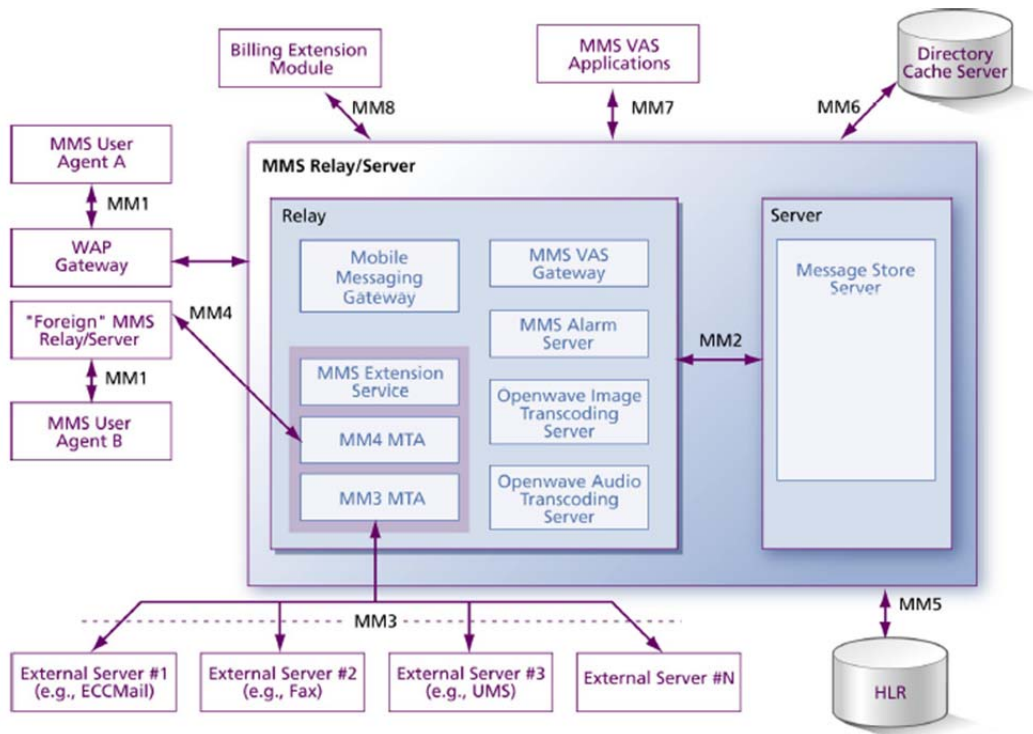 Billing Extension
Module
MMS VAS
Applications
Directory
Cache Server
MM8
MM7
MM6
MMS User
Agent A
MM1
WAP
Gateway
"Foreign" MMS
Relay/Server
MM1
MMS User
Agent B
MM4
MMS Relay/Server
Relay
Mobile
Messaging
Gateway
MMS VAS
Gateway
MMS Alarm
Server
MMS Extension
Service
Openwave Image
Transcoding
Server
MM4 MTA
MM3 MTA
Openwave Audio
Transcoding
Server
MM2
Server
Message Store
Server
MM3
MM5
External Server #1
(e.g., ECCMail)
External Server #2
(e.g., Fax)
External Server #3
(e.g., UMS)
External Server #N
HLR